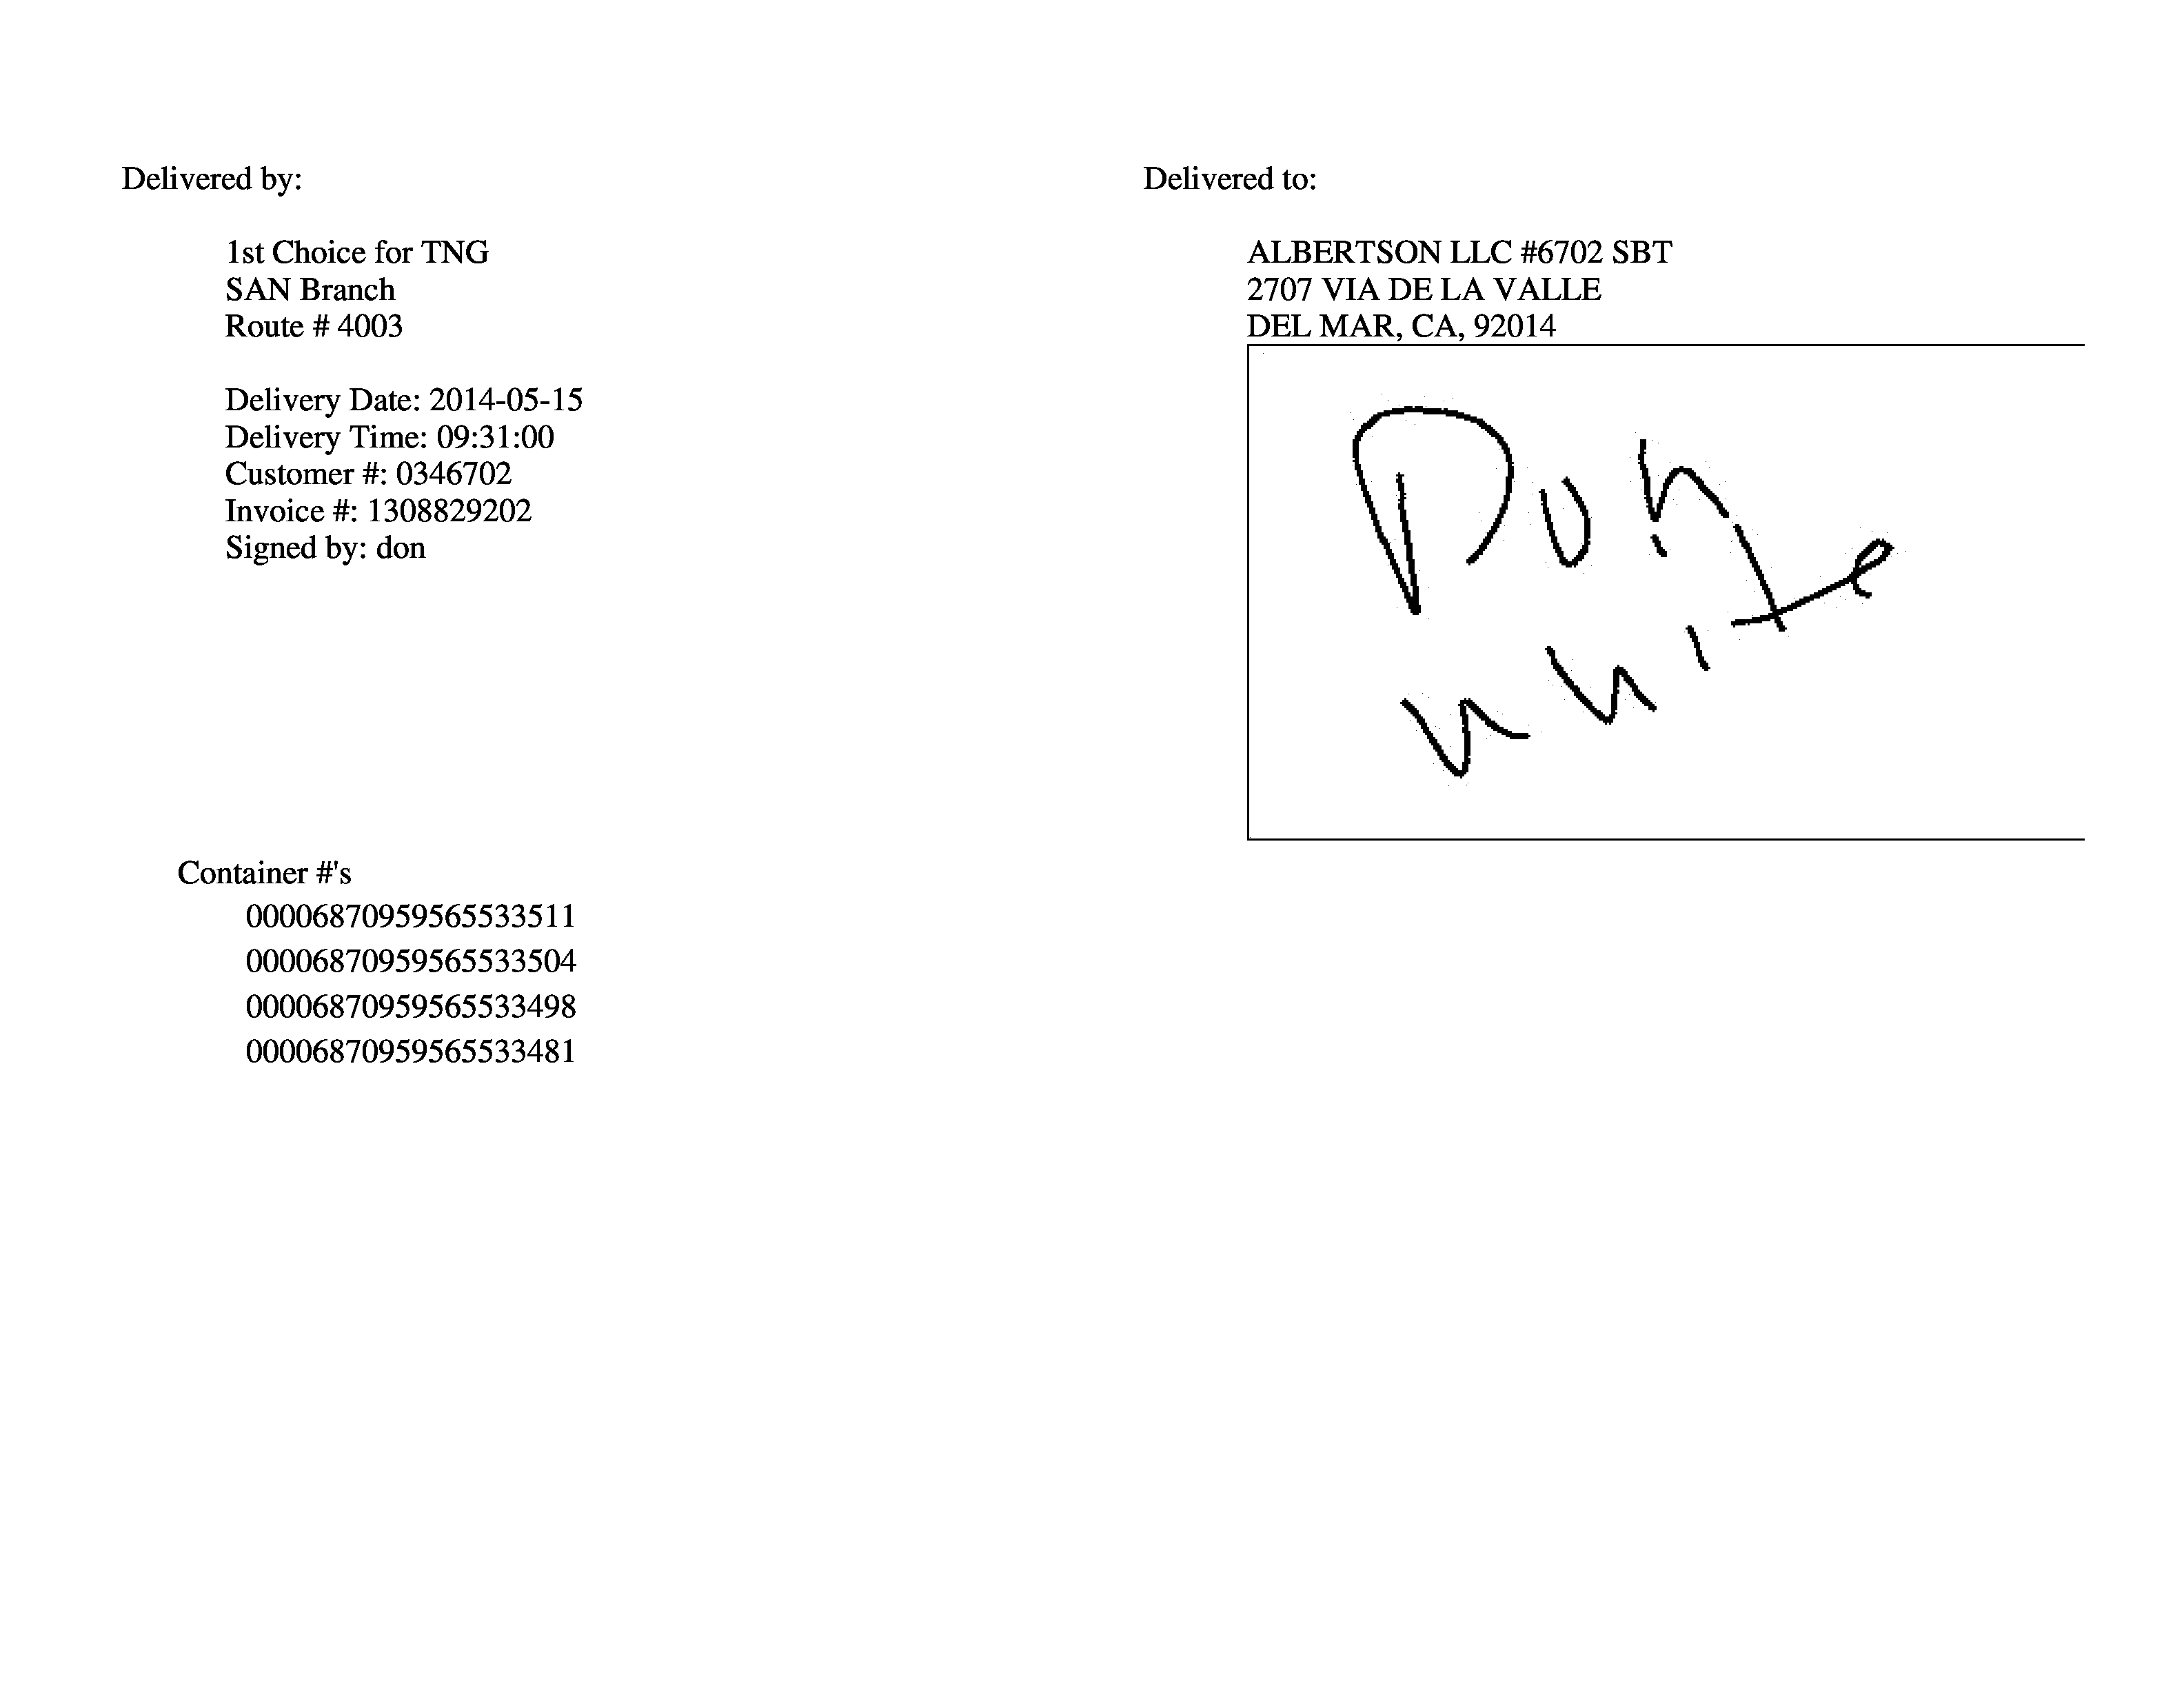 Delivered by:
1st Choice for TNG
SAN Branch
Route # 4003
Delivery Date: 2014-05-15
Delivery Time: 09:31:00
Customer #: 0346702
Invoice #: 1308829202
Signed by: don
Delivered to:
ALBERTSON LLC #6702 SBT
2707 VIA DE LA VALLE
DEL MAR, CA, 92014
Don
Container #'s
00006870959565533511
00006870959565533504
00006870959565533498
00006870959565533481